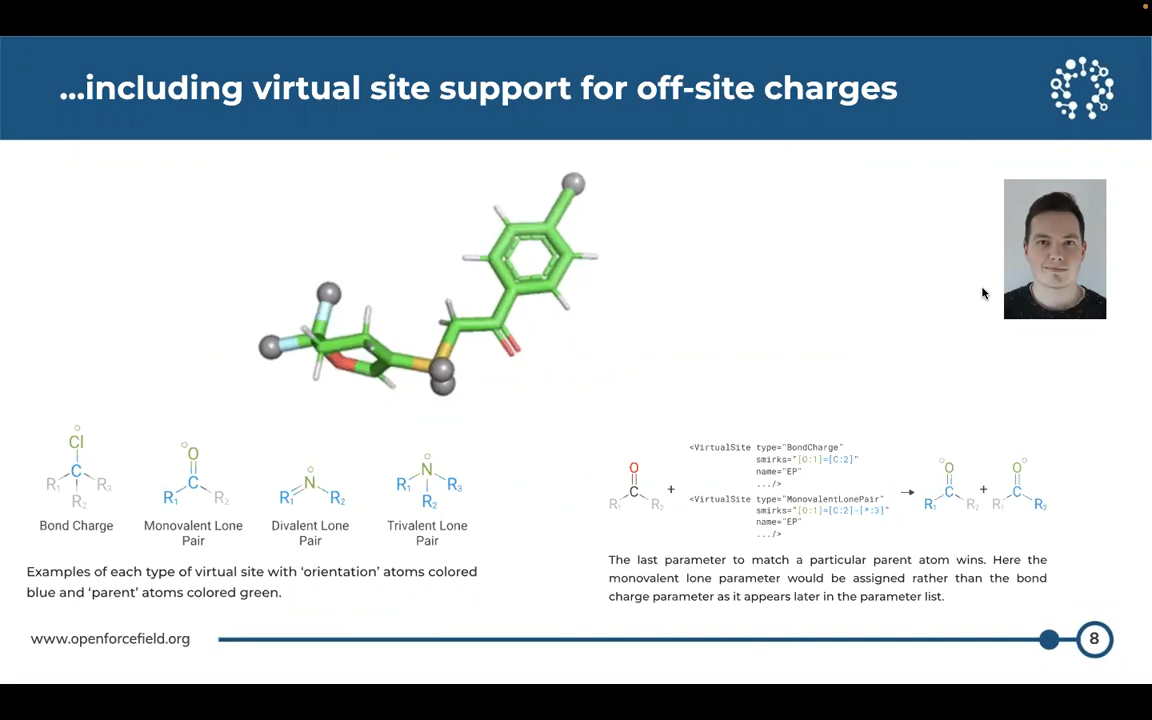 ...including virtual site support for off-site charges
Cl
C
R₁
R₂
R₃
Bond Charge
O
C
R₁
R₂
Monovalent Lone
Pair
N
R₁
R₂
Divalent Lone
Pair
N
R₁
R₂
R₃
Trivalent Lone
Pair
Examples of each type of virtual site with ‘orientation’ atoms colored
blue and ‘parent’ atoms colored green.
O
C
R₁
R₂
+
<VirtualSite type="BondCharge"
smirks="[O:1]=[C:2]"
name="EP"
.../>
<VirtualSite type="MonovalentLonePair"
smirks="[O:1]=[C:2]-[*:3]"
name="EP"
.../>
O
C
R₁
R₂
+
O
C
R₁
R₂
The last parameter to match a particular parent atom wins. Here the
monovalent lone parameter would be assigned rather than the bond
charge parameter as it appears later in the parameter list.
www.openforcefield.org
8